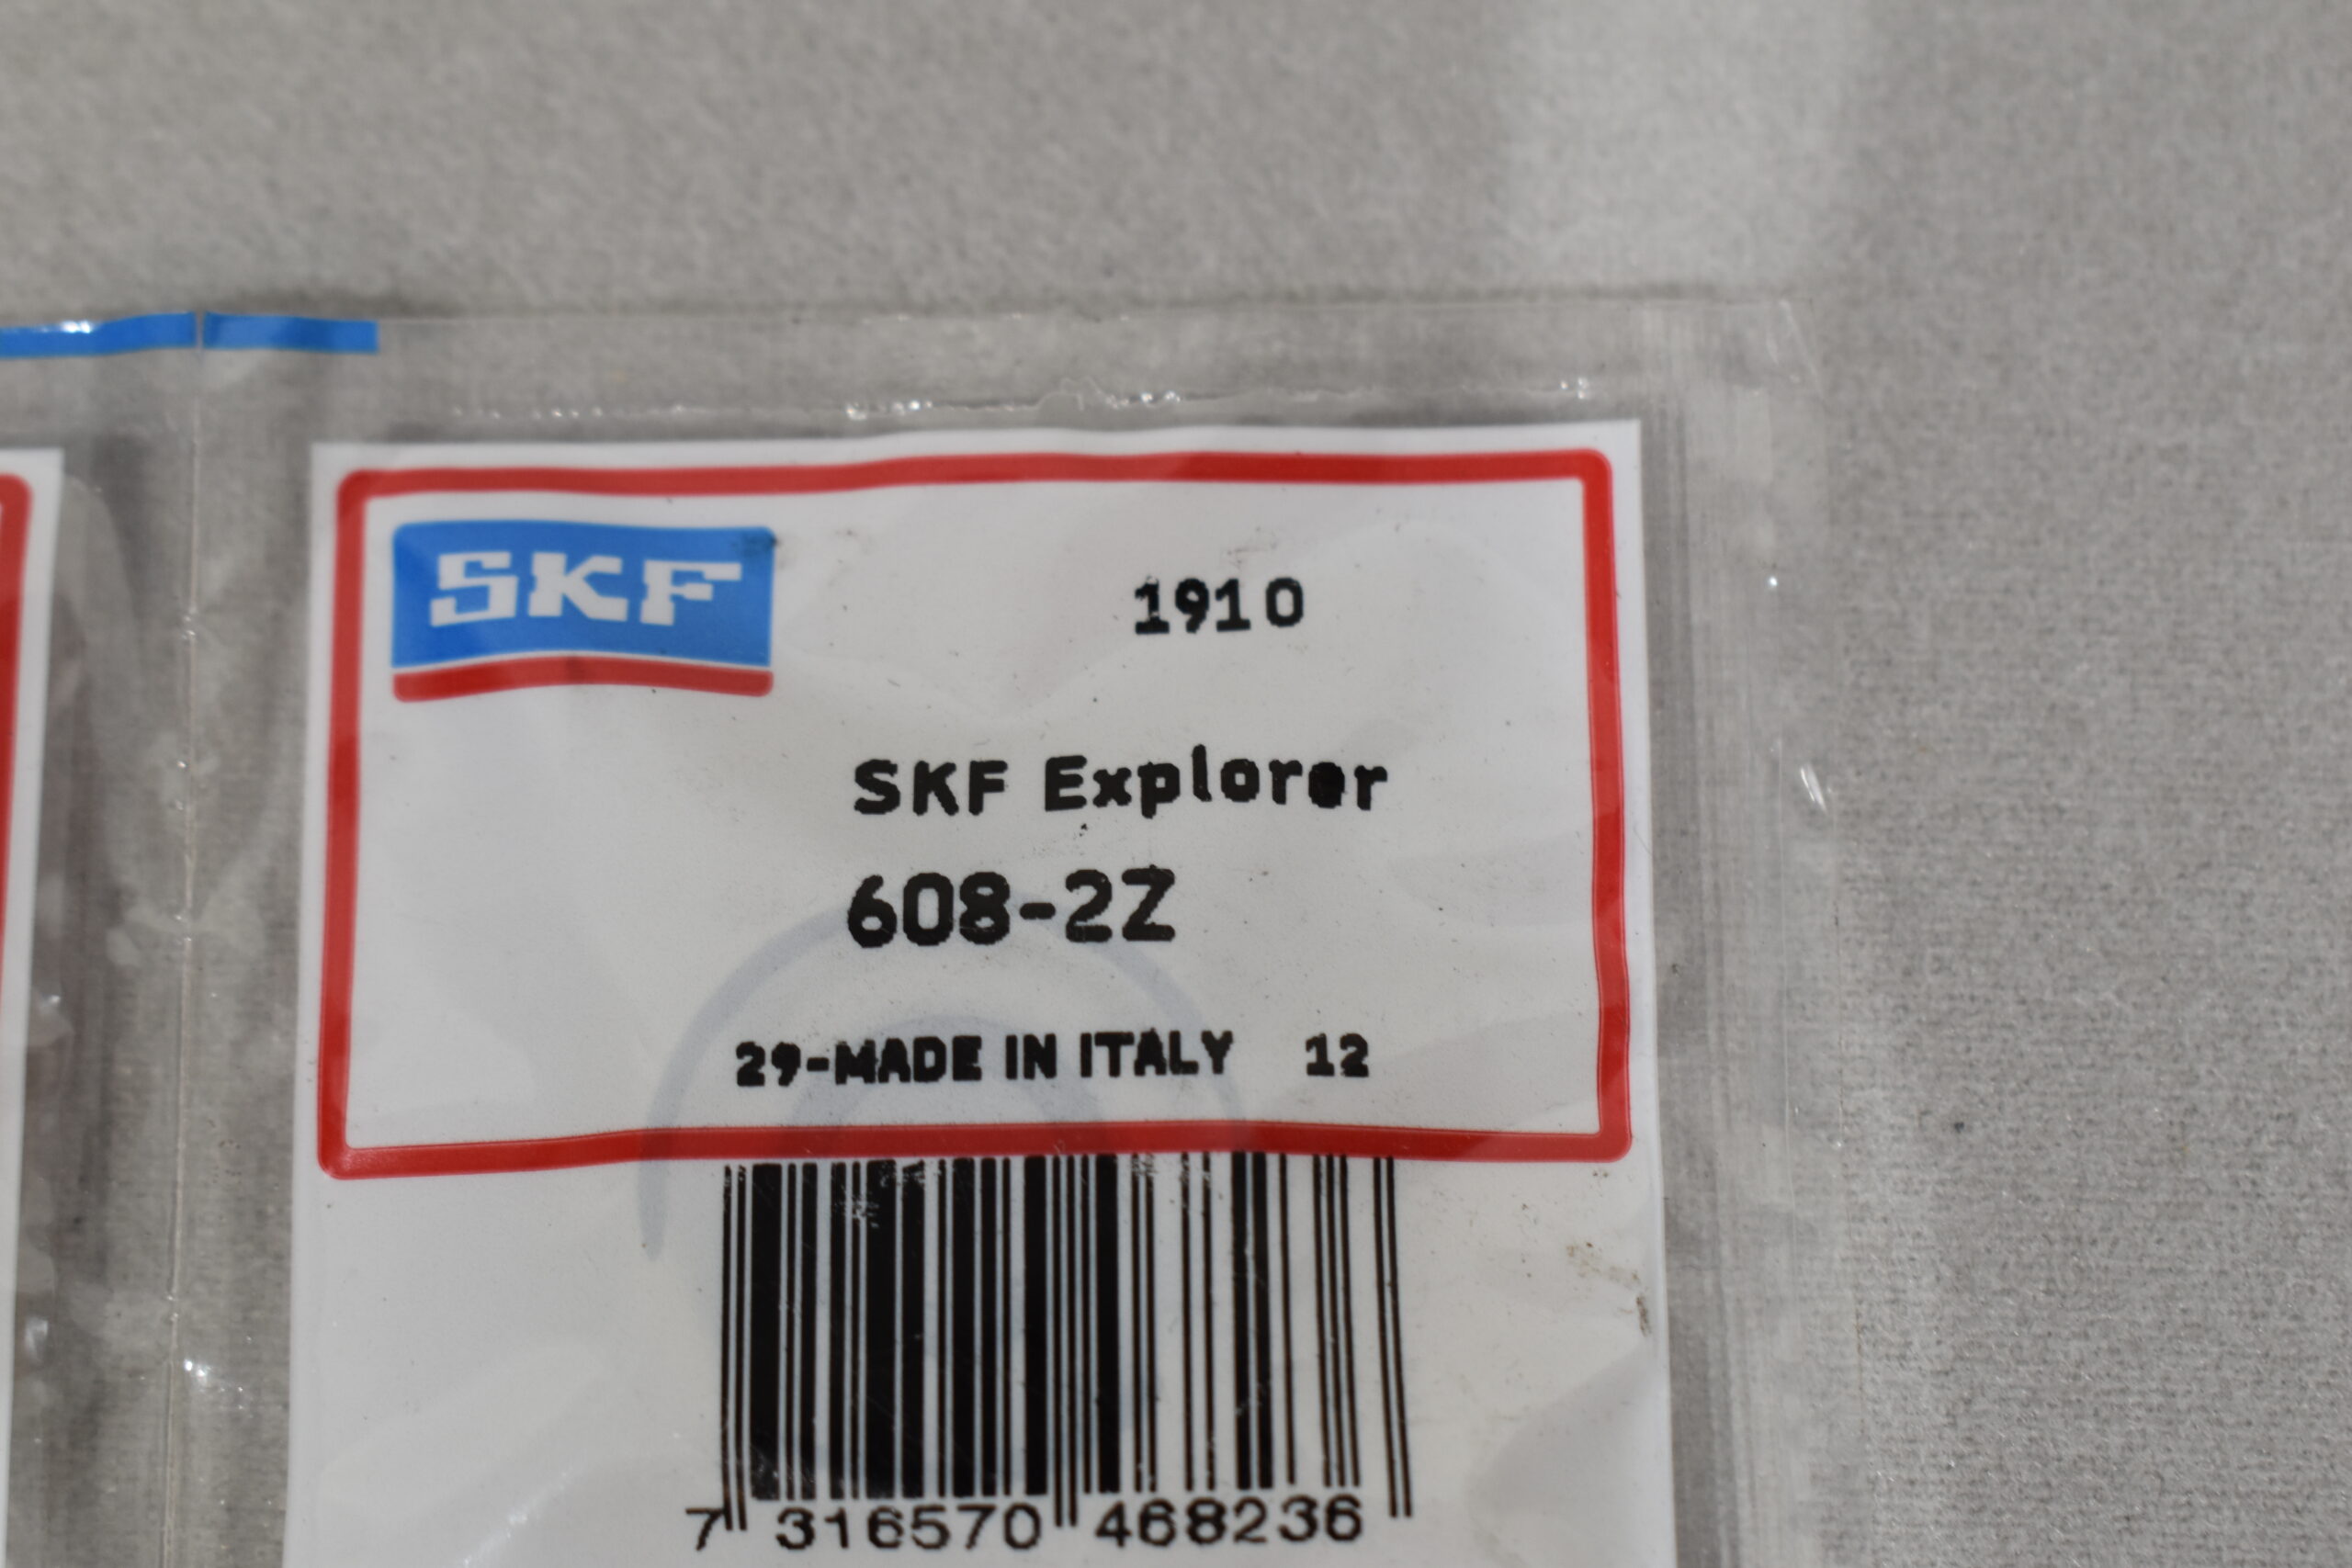 SKF
1910
SKF Explorer
608-2Z
29-MADE IN ITALY 12
7 316570 468236